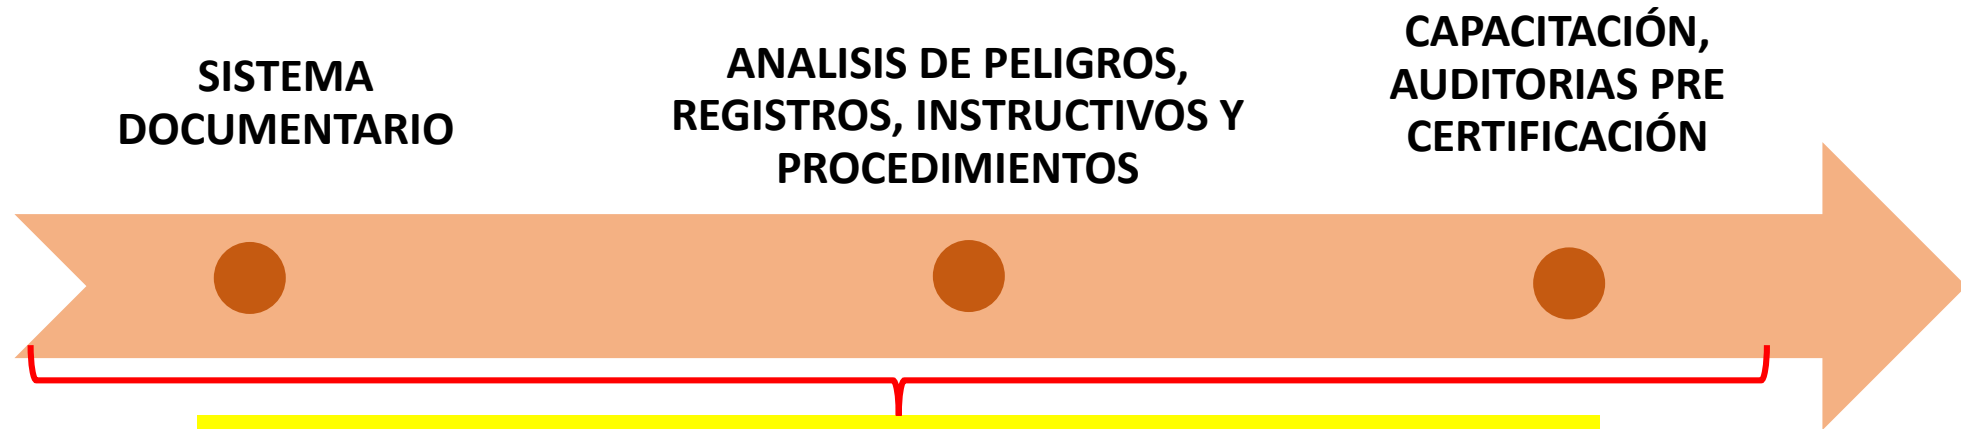 SISTEMA
DOCUMENTARIO
ANALISIS DE PELIGROS,
REGISTROS, INSTRUCTIVOS Y
PROCEDIMIENTOS
CAPACITACIÓN,
AUDITORIAS PRE
CERTIFICACIÓN